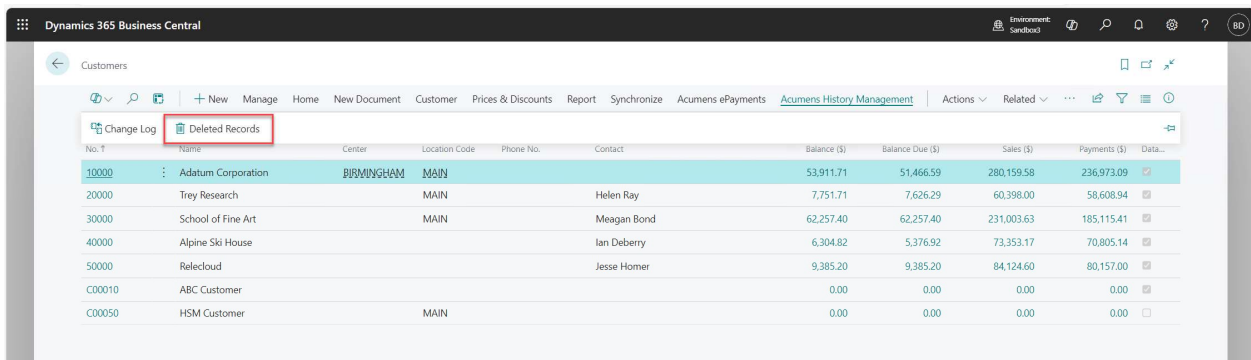 Dynamics 365 Business Central Environment: Sandbox3 ? BD
Customers
+ New Manage Home New Document Customer Prices & Discounts Report Synchronize Acumens ePayments Acumens History Management Actions Related ...
Change Log Deleted Records
No. ↑ Name Center Location Code Phone No. Contact Balance ($) Balance Due ($) Sales ($) Payments ($) Data...
10000 Adatum Corporation BIRMINGHAM MAIN 53,911.71 51,466.59 280,159.58 236,973.09
20000 Trey Research MAIN Helen Ray 7,751.71 7,626.29 60,398.00 58,608.94
30000 School of Fine Art MAIN Meagan Bond 62,257.40 62,257.40 231,003.63 185,115.41
40000 Alpine Ski House Ian Deberry 6,304.82 5,376.92 73,353.17 70,805.14
50000 Relecloud Jesse Homer 9,385.20 9,385.20 84,124.60 80,157.00
C00010 ABC Customer 0.00 0.00 0.00 0.00
C00050 HSM Customer MAIN 0.00 0.00 0.00 0.00